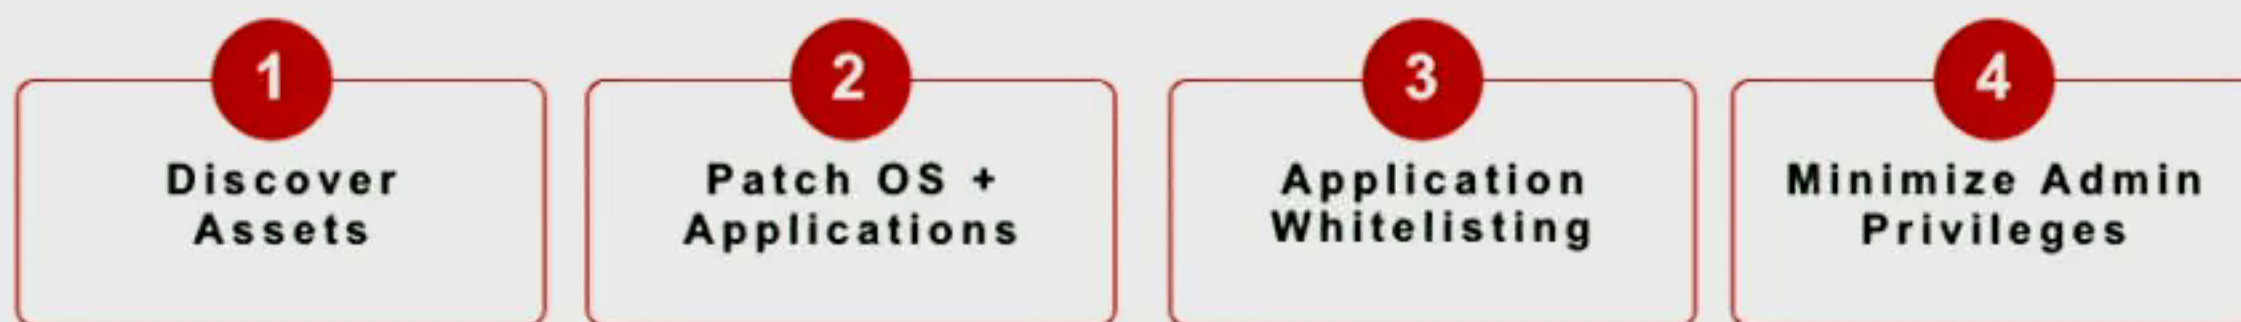 1
Discover
Assets
2
Patch OS +
Applications
3
Application
Whitelisting
4
Minimize Admin
Privileges